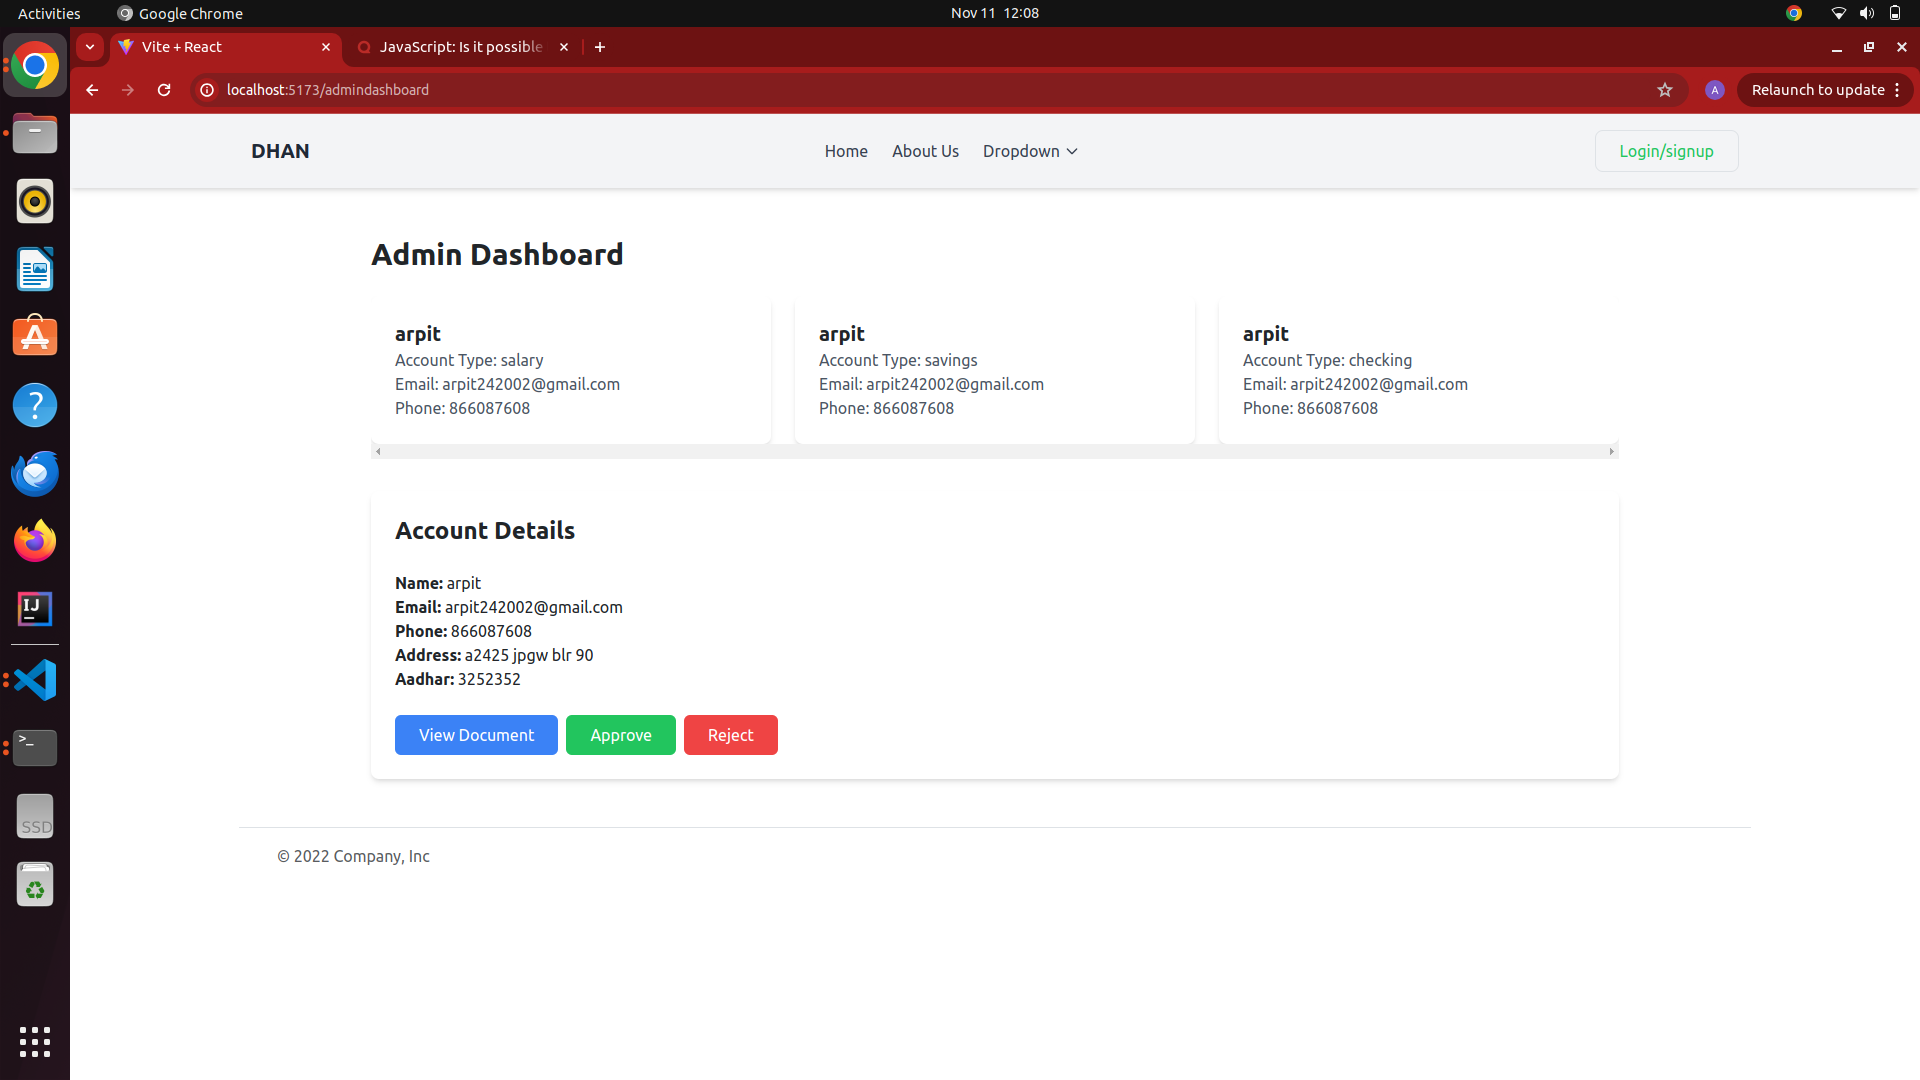 Activities
Google Chrome
Nov 11 12:08
Vite + React
JavaScript: Is it possible
localhost:5173/admindashboard
A
Relaunch to update
DHAN
Home
About Us
Dropdown
Login/signup
Admin Dashboard
arpit
Account Type: salary
Email: arpit242002@gmail.com
Phone: 866087608
arpit
Account Type: savings
Email: arpit242002@gmail.com
Phone: 866087608
arpit
Account Type: checking
Email: arpit242002@gmail.com
Phone: 866087608
Account Details
Name: arpit
Email: arpit242002@gmail.com
Phone: 866087608
Address: a2425 jpgw blr 90
Aadhar: 3252352
View Document
Approve
Reject
© 2022 Company, Inc
IJ
SSD